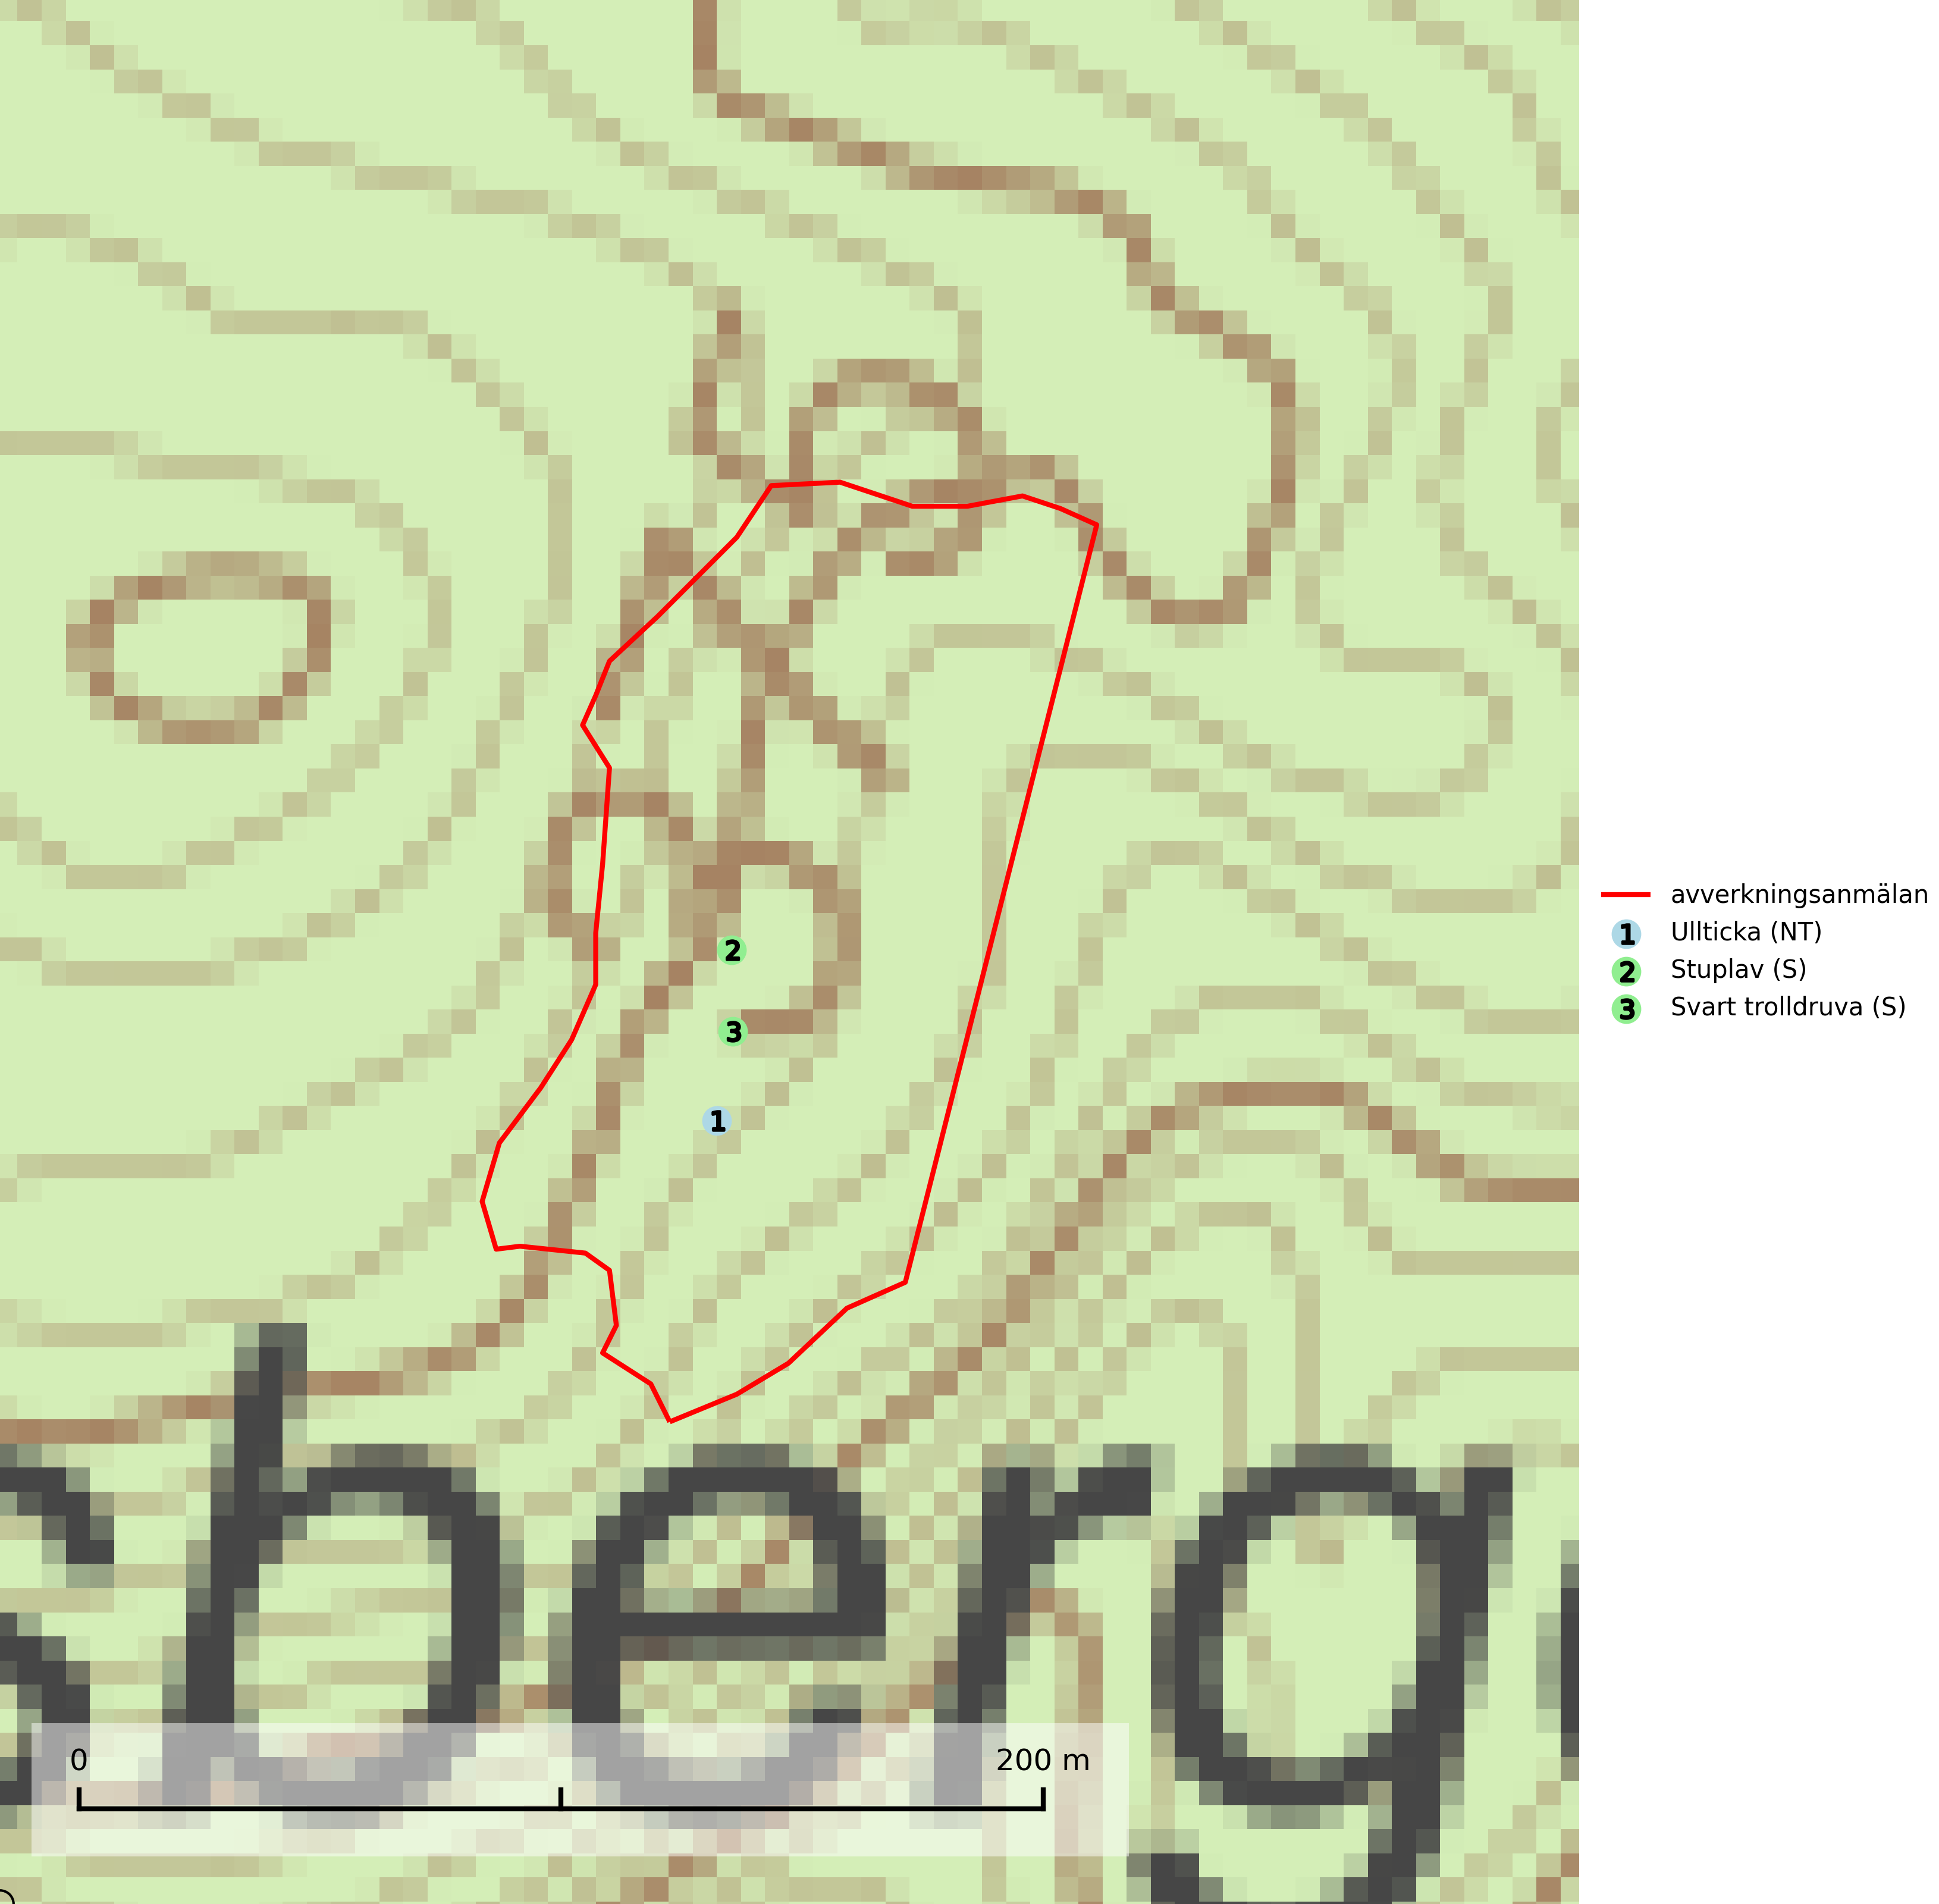 avverkningsanmälan
1 Ullticka (NT)
2 Stuplav (S)
3 Svart trolldruva (S)
2
3
1
berg
0 200 m